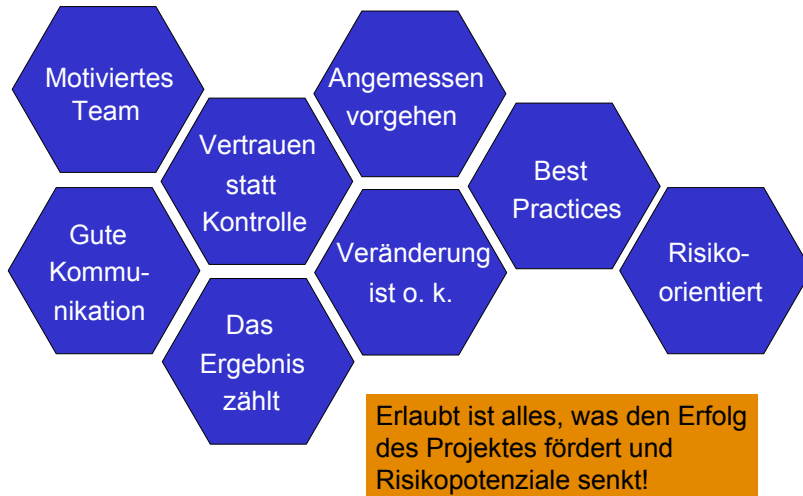 Motiviertes
Team
Angemessen
vorgehen
Vertrauen
statt
Kontrolle
Best
Practices
Gute
Kommu-
nikation
Veränderung
ist o. k.
Risiko-
orientiert
Das
Ergebnis
zählt
Erlaubt ist alles, was den Erfolg
des Projektes fördert und
Risikopotenziale senkt!